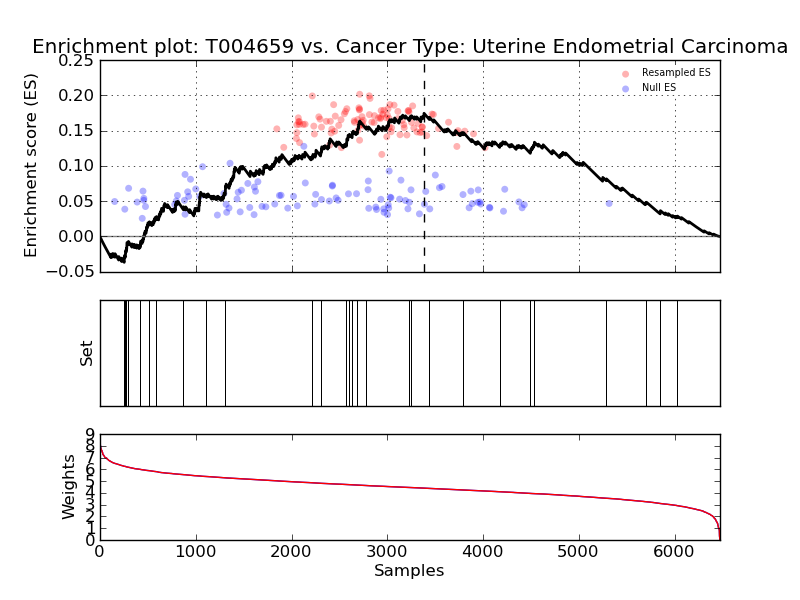 Enrichment plot: T004659 vs. Cancer Type: Uterine Endometrial Carcinoma
Enrichment score (ES)
0.25
0.20
0.15
0.10
0.05
0.00
−0.05
Resampled ES
Null ES
Set
Weights
9
8
7
6
5
4
3
2
1
0
0 1000 2000 3000 4000 5000 6000
Samples